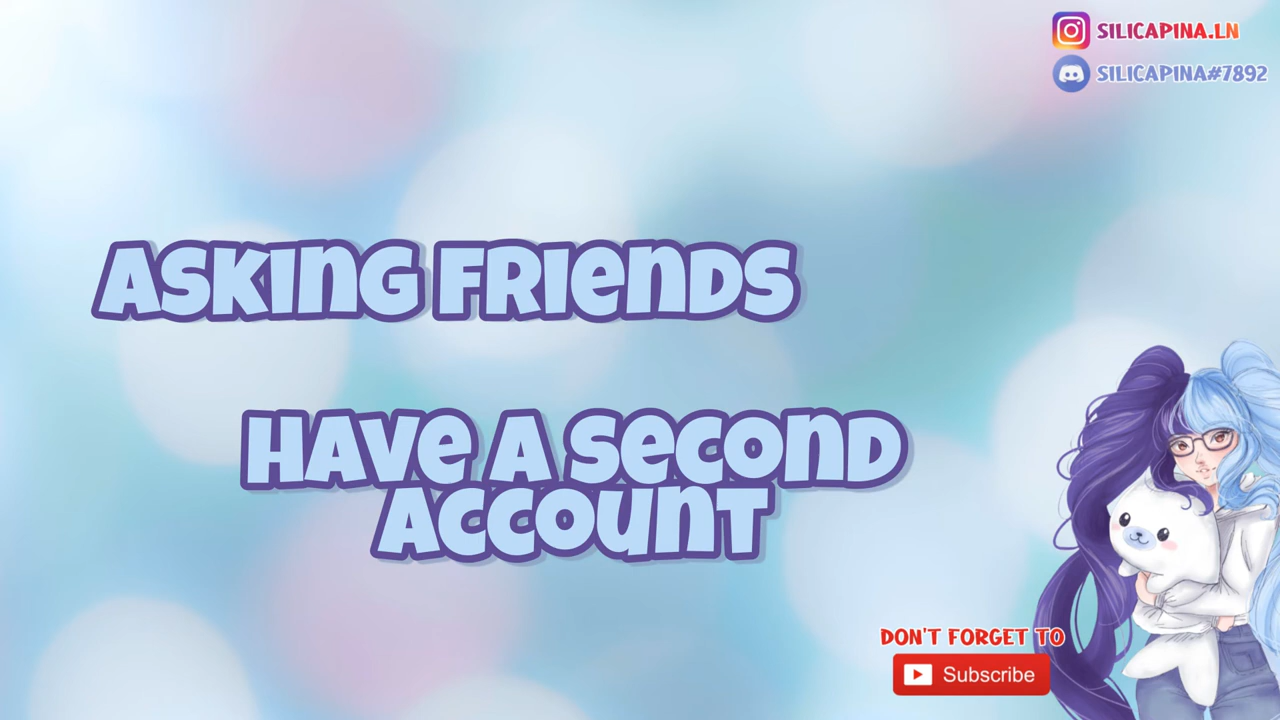 SILICAPINA.LN
SILICAPINA#7892
ASKING FRIENDS
HAVE A SECOND
ACCOUNT
DON'T FORGET TO
Subscribe